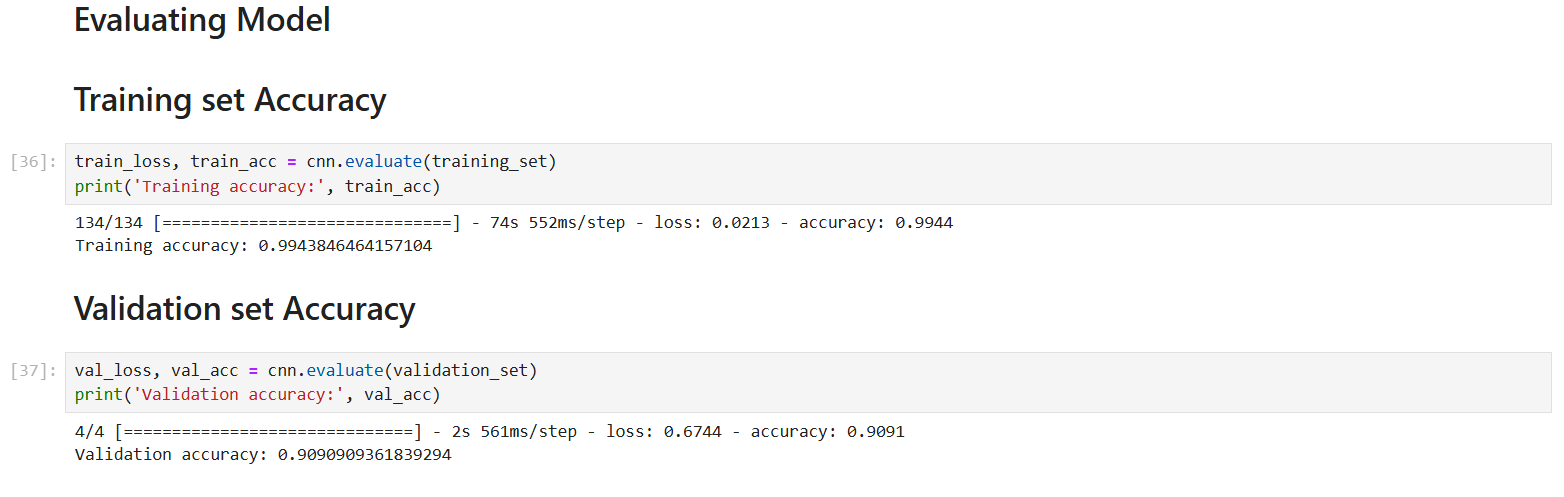 Evaluating Model
Training set Accuracy
[36]: train_loss, train_acc = cnn.evaluate(training_set)
print('Training accuracy:', train_acc)
134/134 [==============================] - 74s 552ms/step - loss: 0.0213 - accuracy: 0.9944
Training accuracy: 0.9943846464157104
Validation set Accuracy
[37]: val_loss, val_acc = cnn.evaluate(validation_set)
print('Validation accuracy:', val_acc)
4/4 [==============================] - 2s 561ms/step - loss: 0.6744 - accuracy: 0.9091
Validation accuracy: 0.9090909361839294